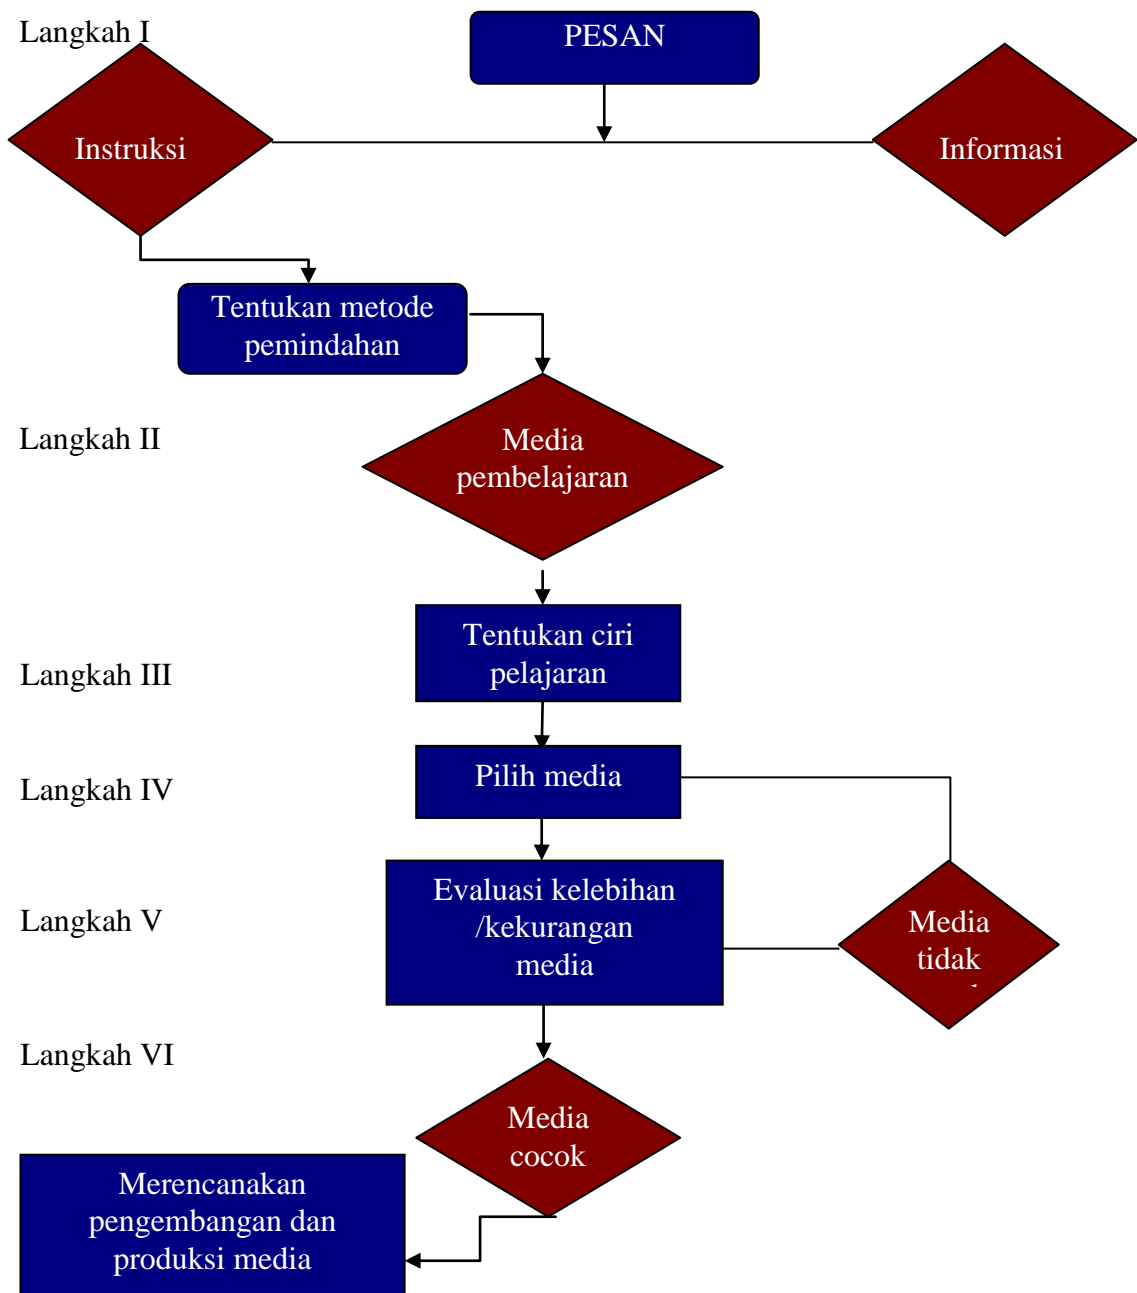 Langkah I
PESAN
Instruksi
Informasi
Tentukan metode
pemindahan
Langkah II
Media
pembelajaran
Tentukan ciri
pelajaran
Langkah III
Pilih media
Langkah IV
Evaluasi kelebihan
/kekurangan
media
Langkah V
Media
tidak
Langkah VI
Media
cocok
Merencanakan
pengembangan dan
produksi media